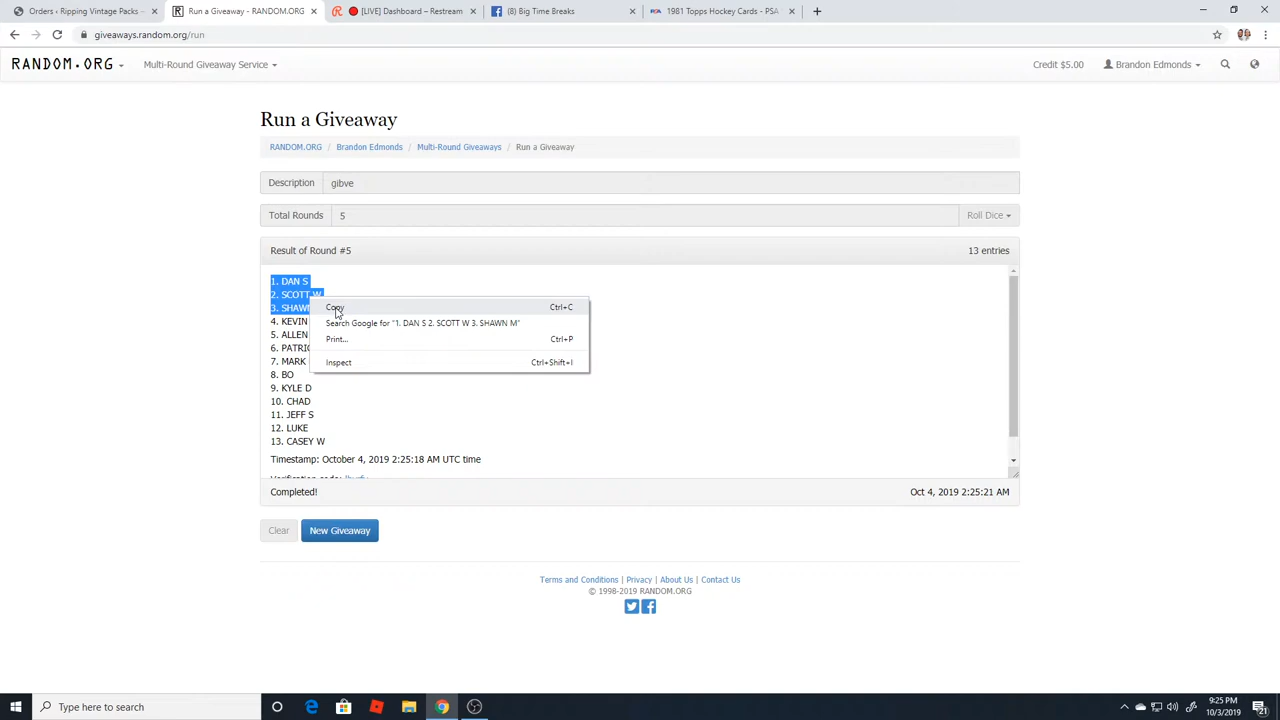 Orders ‹ Ripping Vintage Packs
Run a Giveaway - RANDOM.ORG
[LIVE] Dashboard – Restream
(8) Big Time Breaks
PSA
1981 Topps Hockey Cards - PSA
giveaways.random.org/run
RANDOM.ORG
Multi-Round Giveaway Service
Credit $5.00
Brandon Edmonds
Run a Giveaway
RANDOM.ORG / Brandon Edmonds / Multi-Round Giveaways / Run a Giveaway
Description gibve
Total Rounds 5 Roll Dice
Result of Round #5 13 entries
1. DAN S
2. SCOTT W
3. SHAWN
Copy Ctrl+C
4. KEVIN
Search Google for "1. DAN S 2. SCOTT W 3. SHAWN M"
5. ALLEN
Print... Ctrl+P
6. PATRIC
7. MARK
Inspect Ctrl+Shift+I
8. BO
9. KYLE D
10. CHAD
11. JEFF S
12. LUKE
13. CASEY W
Timestamp: October 4, 2019 2:25:18 AM UTC time
Verification code:
Completed! Oct 4, 2019 2:25:21 AM
Clear New Giveaway
Terms and Conditions | Privacy | About Us | Contact Us
© 1998-2019 RANDOM.ORG
Type here to search
9:25 PM
10/3/2019
21